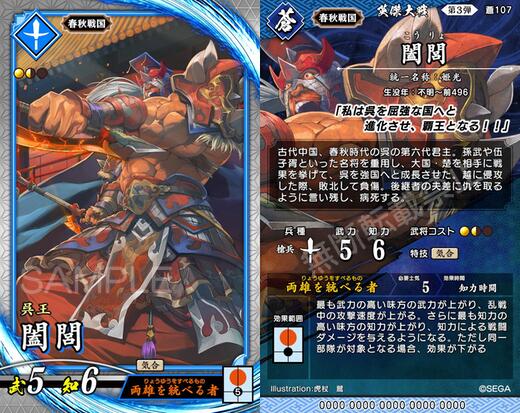 春秋戦国
SAMPLE
呉王
闔閭
気合
武5 知6
りょうゆうをすべるもの
両雄を統べる者
5
蒼
春秋戦国
英傑大戦
第3弾
蒼107
こうりょ
闔閭
統一名称
姫光
生没年:不明~前496
「私は呉を屈強な国へと
進化させ、覇王となる!!」
古代中国、春秋時代の呉の第六代君主。孫武や伍
子胥といった名将を重用し、大国・楚を相手に戦
果を挙げて、呉を強国へと成長させた。越に侵攻
した際、敗北して負傷。後継者の夫差に仇を取る
ように言い残し、病死する。
兵種 武力 知力 武将コスト
槍兵 5 6
特技 気合
無断転載禁止
りょうゆうをすべるもの 必要士気 効果時間
両雄を統べる者 5 知力時間
効果範囲
最も武力の高い味方の武力が上がり、乱戦
中の攻撃速度が上がる。さらに最も知力の
高い味方の知力が上がり、知力による戦闘
ダメージを与えるようになる。ただし同一
部隊が対象となる場合、効果が下がる
Illustration:虎杖
©SEGA
0000 0000 0000 0000 0000